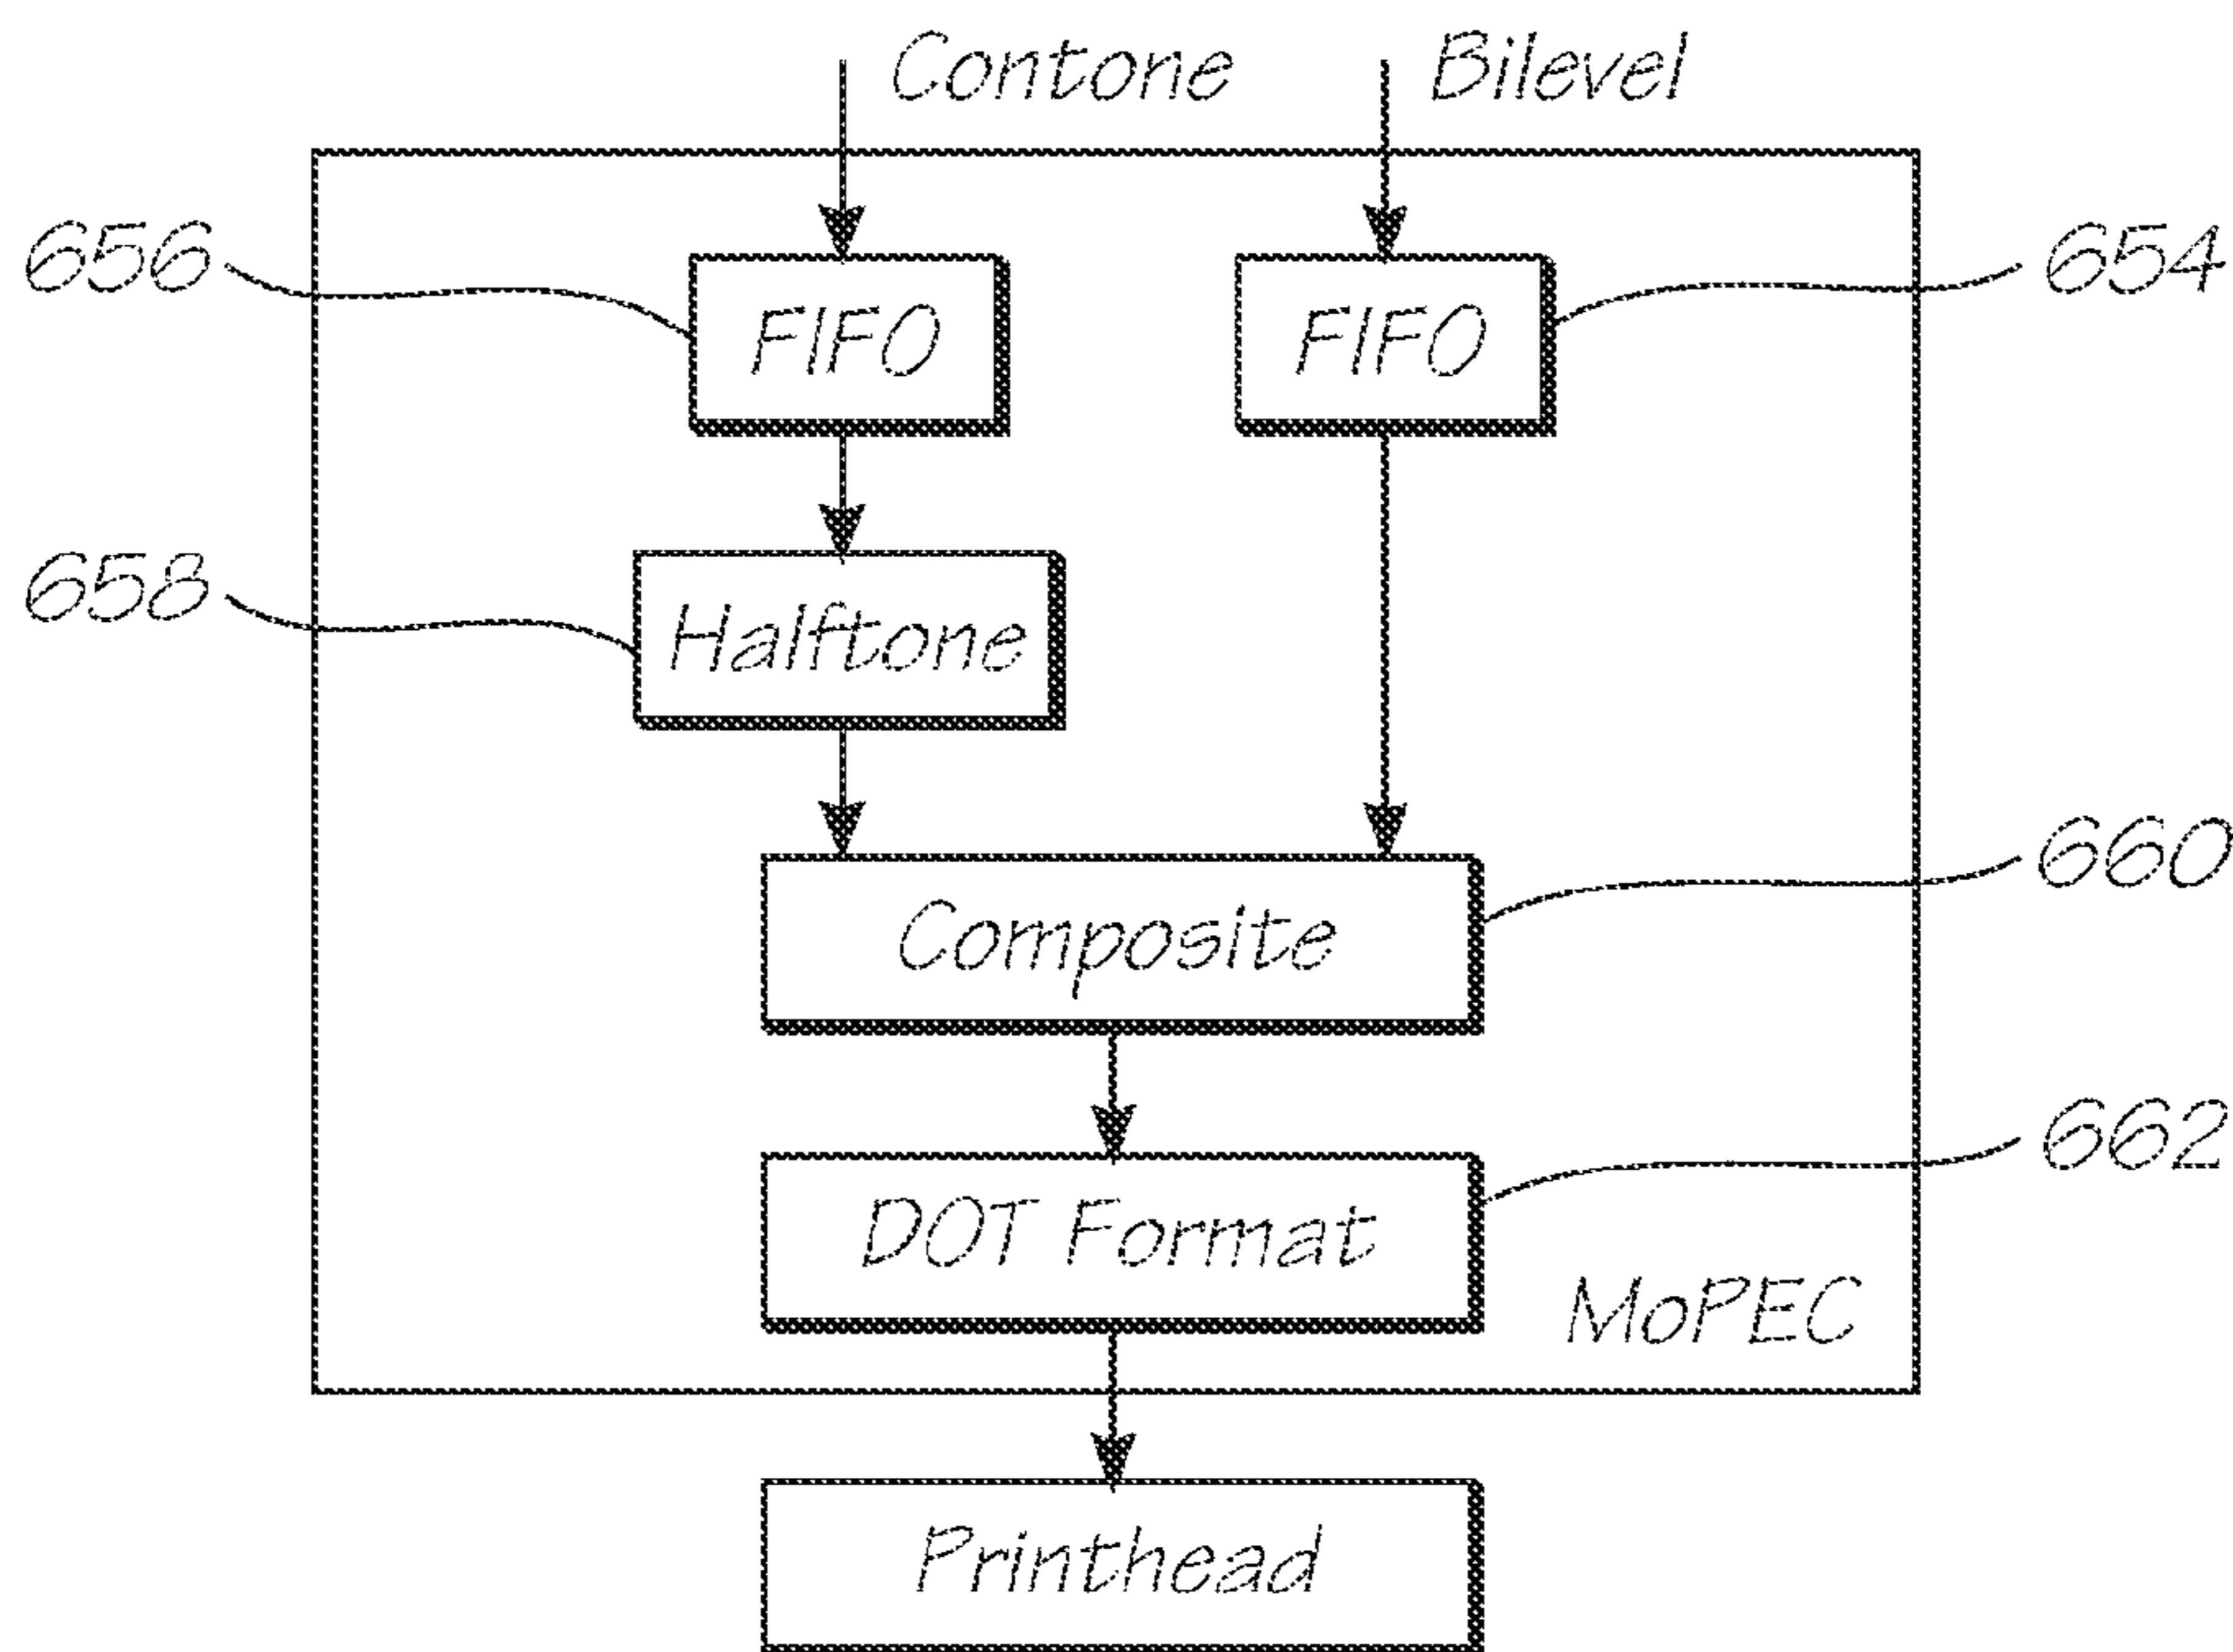 Contone Bilevel
656 FIFO FIFO 654
658 Halftone
Composite 660
DOT Format 662
MoPEC
Printhead